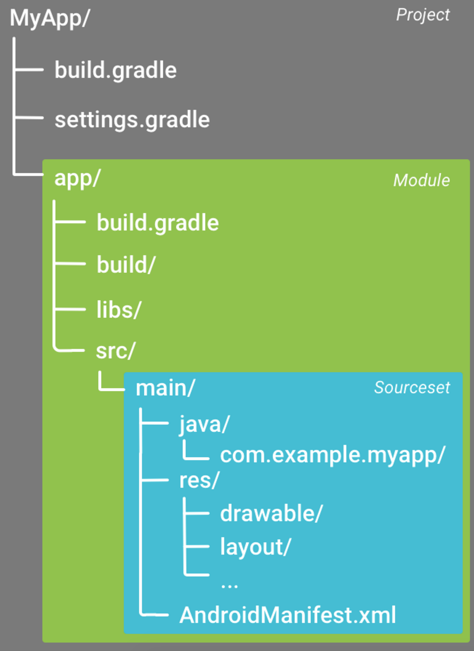 MyApp/ Project
build.gradle
settings.gradle
app/ Module
build.gradle
build/
libs/
src/
main/ Sourceset
java/
com.example.myapp/
res/
drawable/
layout/
...
AndroidManifest.xml